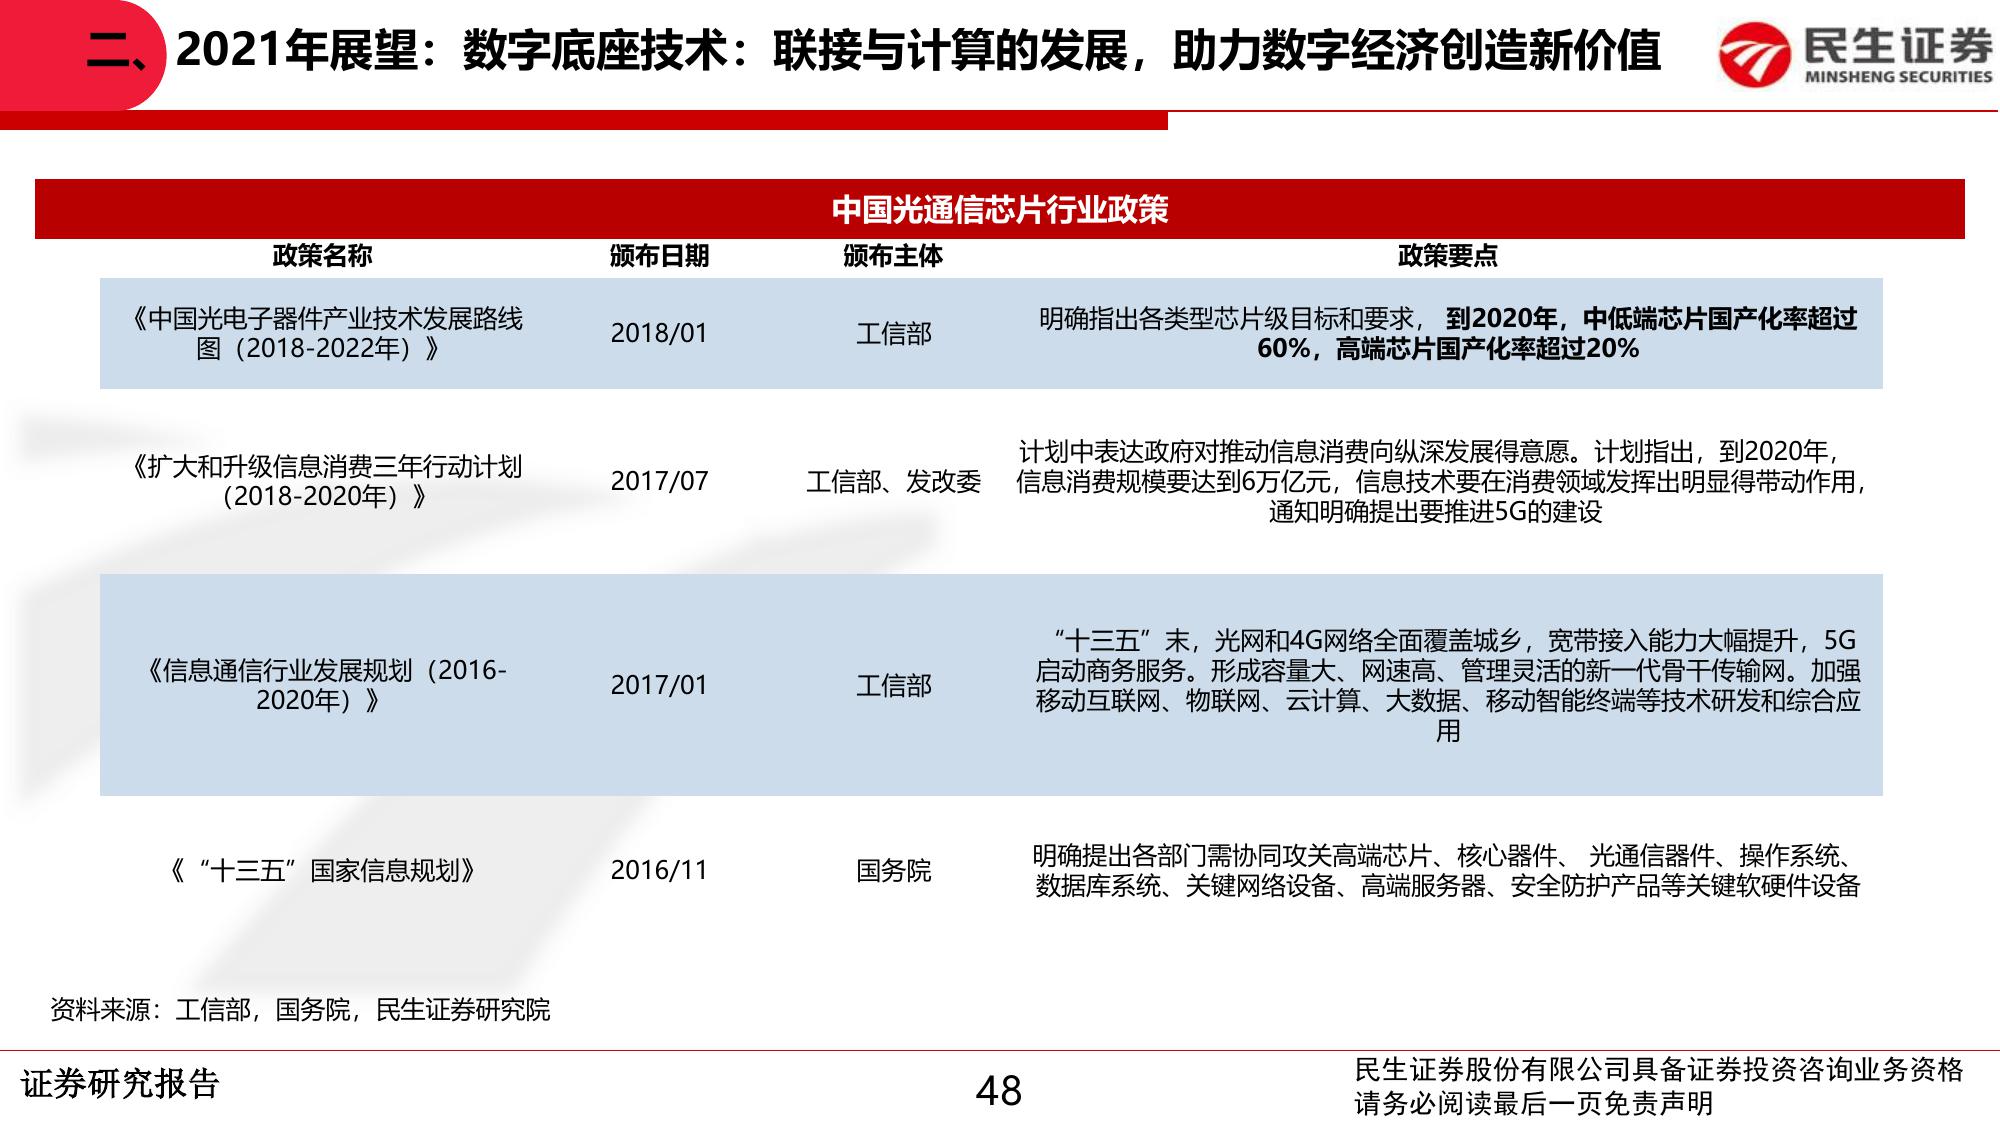 二、2021年展望：数字底座技术：联接与计算的发展，助力数字经济创造新价值
民生证券
MINSHENG SECURITIES
中国光通信芯片行业政策
政策名称 颁布日期 颁布主体 政策要点
《中国光电子器件产业技术发展路线
图（2018-2022年）》
2018/01
工信部
明确指出各类型芯片级目标和要求， 到2020年，中低端芯片国产化率超过
60%，高端芯片国产化率超过20%
《扩大和升级信息消费三年行动计划
（2018-2020年）》
2017/07
工信部、发改委
计划中表达政府对推动信息消费向纵深发展得意愿。计划指出，到2020年，
信息消费规模要达到6万亿元，信息技术要在消费领域发挥出明显得带动作用，
通知明确提出要推进5G的建设
《信息通信行业发展规划（2016-
2020年）》
2017/01
工信部
“十三五”末，光网和4G网络全面覆盖城乡，宽带接入能力大幅提升，5G
启动商务服务。形成容量大、网速高、管理灵活的新一代骨干传输网。加强
移动互联网、物联网、云计算、大数据、移动智能终端等技术研发和综合应
用
《“十三五”国家信息规划》
2016/11
国务院
明确提出各部门需协同攻关高端芯片、核心器件、 光通信器件、操作系统、
数据库系统、关键网络设备、高端服务器、安全防护产品等关键软硬件设备
资料来源：工信部，国务院，民生证券研究院
证券研究报告
48
民生证券股份有限公司具备证券投资咨询业务资格
请务必阅读最后一页免责声明